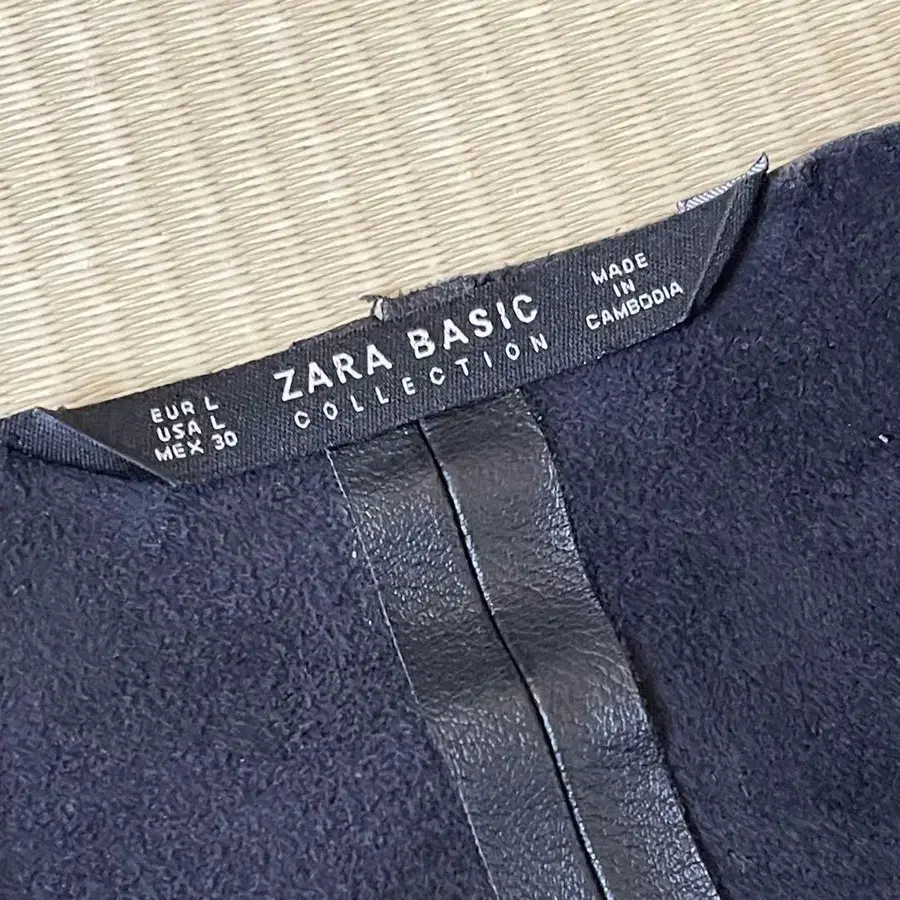 EUR L
USA L
MEX 30
ZARA BASIC
COLLECTION
MADE
IN
CAMBODIA